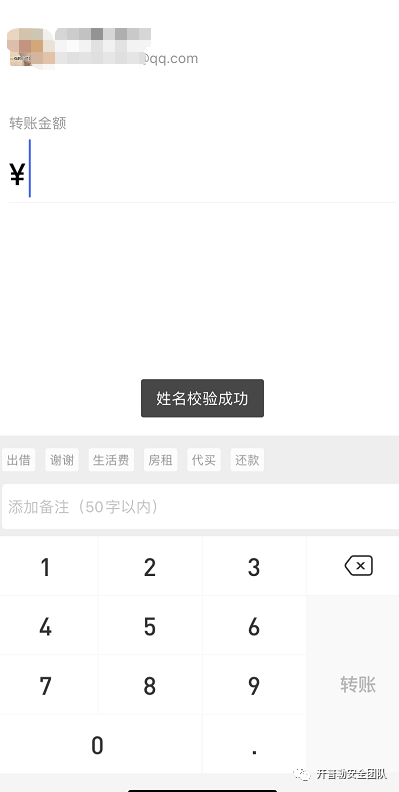 @qq.com
转账金额
¥
姓名校验成功
出借 谢谢 生活费 房租 代买 还款
添加备注（50字以内）
1 2 3
4 5 6
转账
7 8 9
0 .
开普勒安全团队